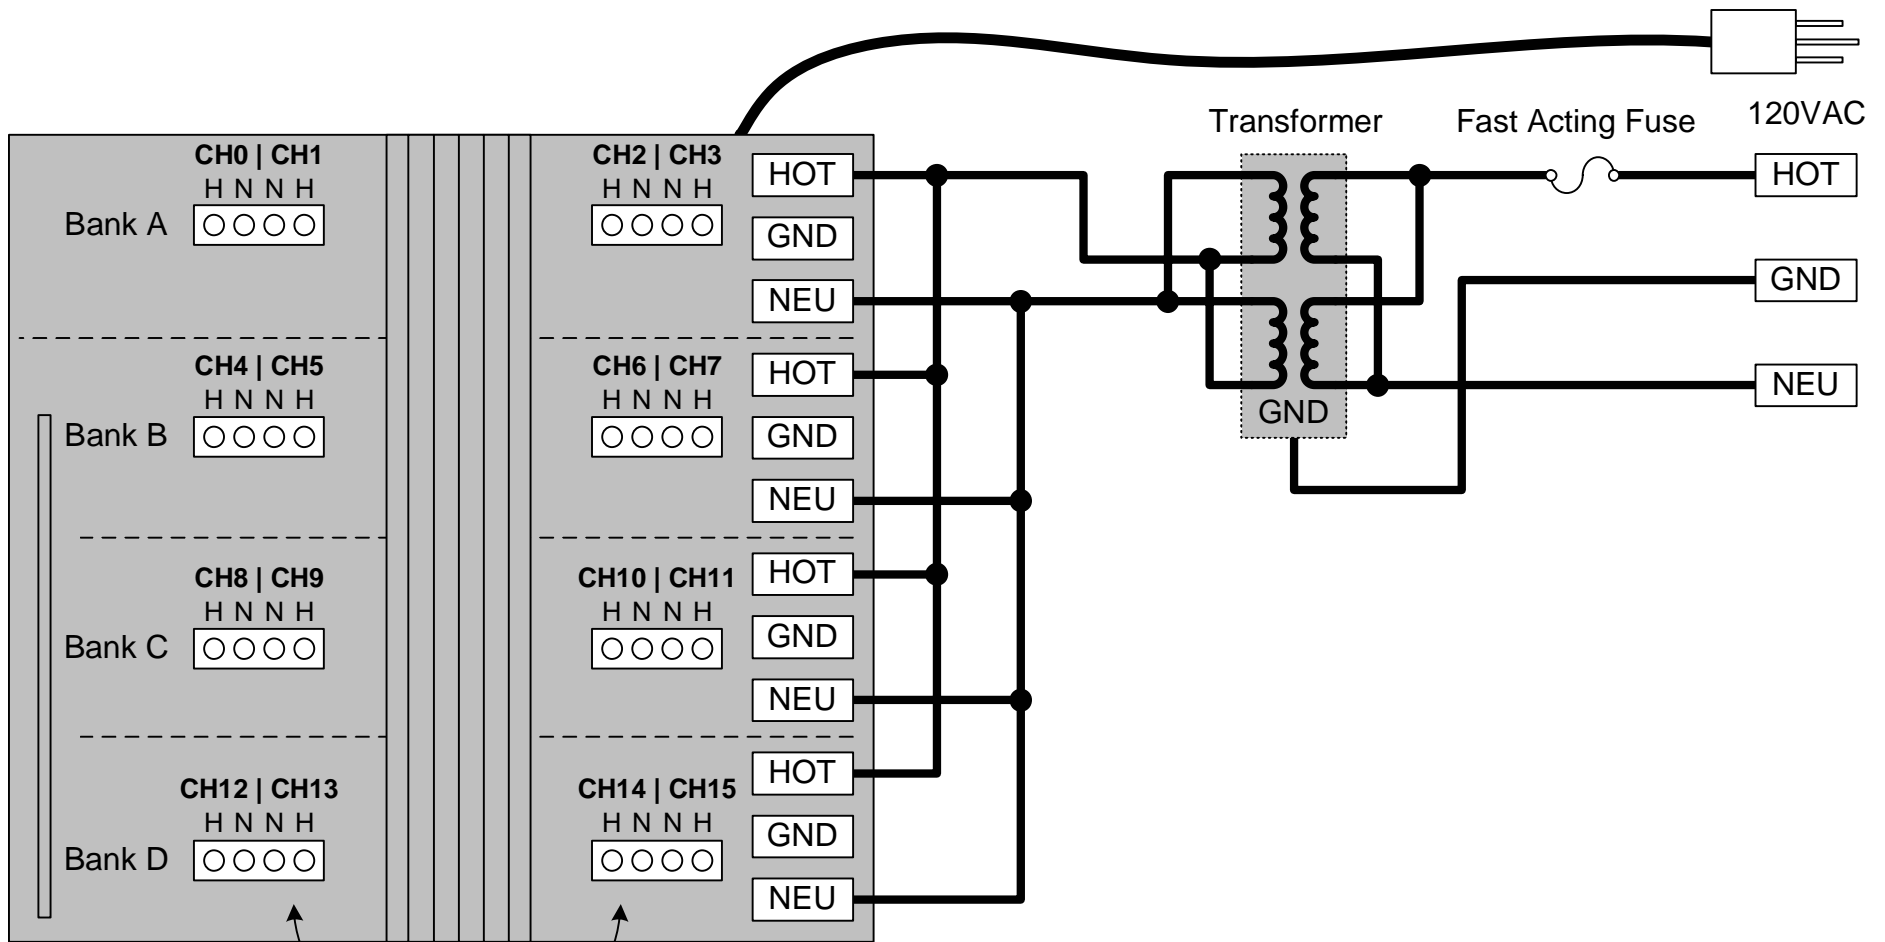 120VAC
Transformer
Fast Acting Fuse
CH0 | CH1
H N N H
Bank A
CH2 | CH3
H N N H
HOT
GND
NEU
CH4 | CH5
H N N H
Bank B
CH6 | CH7
H N N H
HOT
GND
NEU
CH8 | CH9
H N N H
Bank C
CH10 | CH11
H N N H
HOT
GND
NEU
CH12 | CH13
H N N H
Bank D
CH14 | CH15
H N N H
HOT
GND
NEU
GND
HOT
GND
NEU